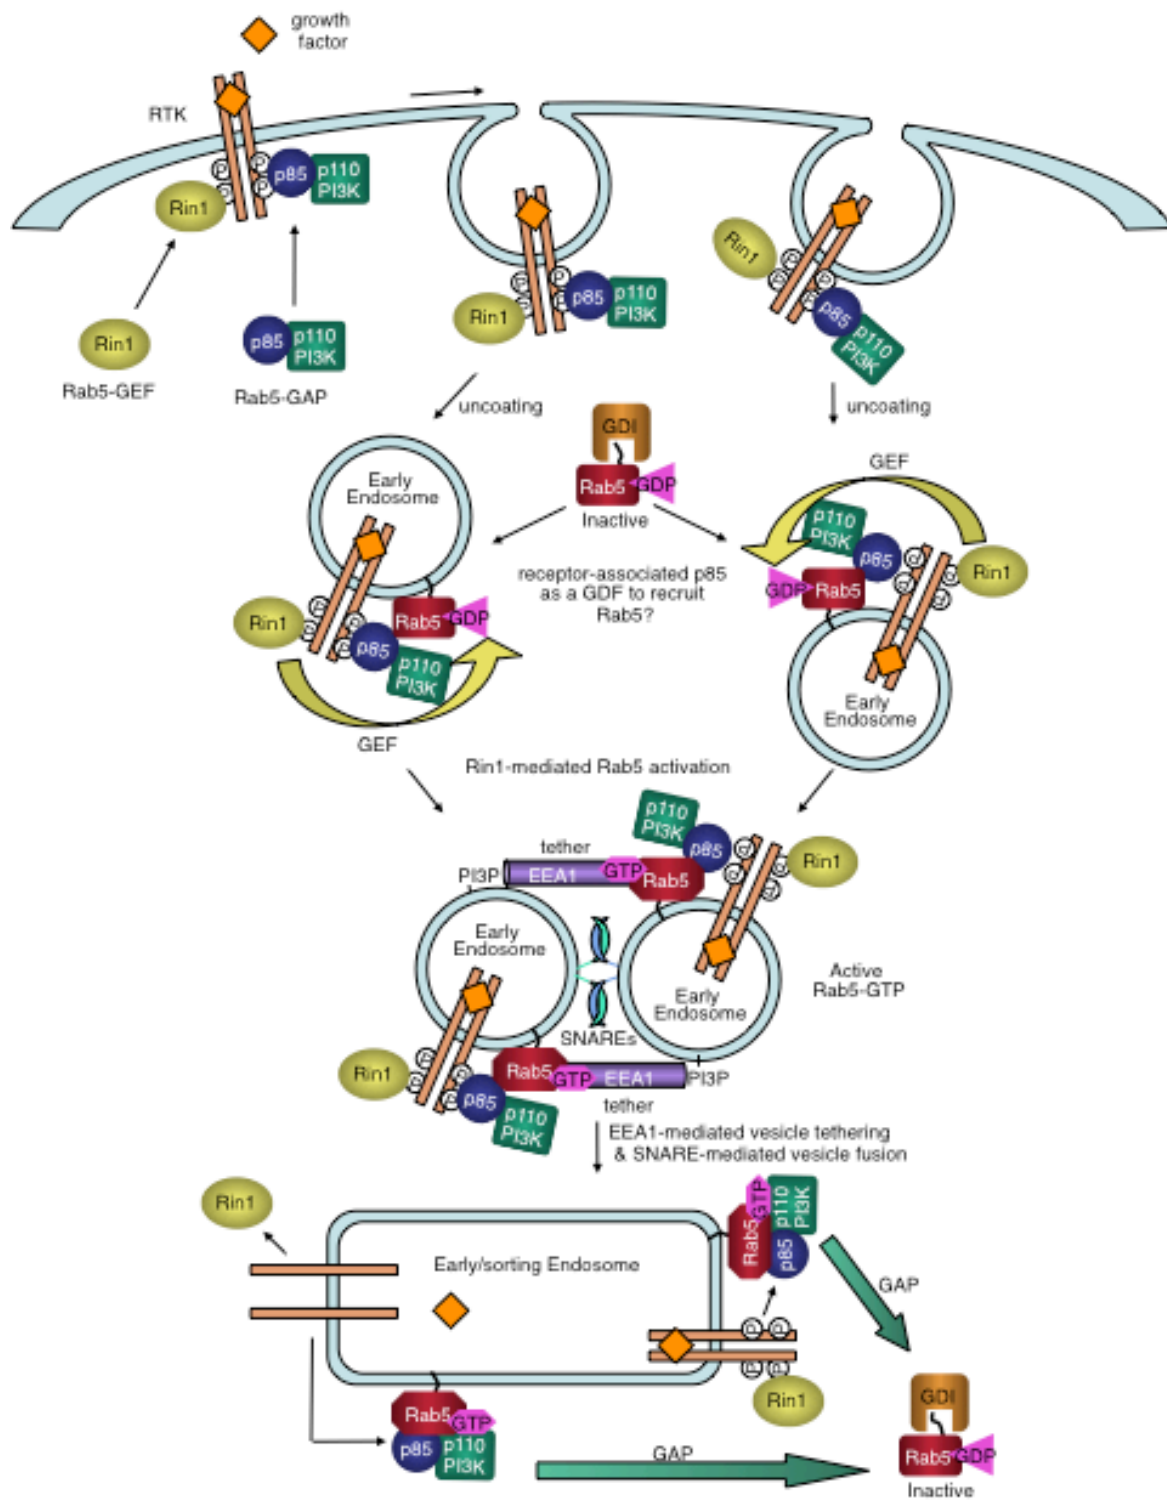 growth
factor
RTK
P
P
P
P
p85
p110
PI3K
Rin1
Rin1
Rab5-GEF
p85
p110
PI3K
Rab5-GAP
P
P
P
P
Rin1
p85
p110
PI3K
Rin1
P
P
P
P
p85
p110
PI3K
uncoating
uncoating
GDI
Rab5
GDP
Inactive
Early
Endosome
Rin1
P
P
P
P
Rab5
GDP
p85
p110
PI3K
GEF
receptor-associated p85
as a GDF to recruit
Rab5?
GEF
p110
PI3K
p85
GDP
Rab5
P
P
P
P
Rin1
Early
Endosome
Rin1-mediated Rab5 activation
p110
PI3K
p85
P
P
P
P
Rin1
tether
PI3P
EEA1
GTP
Rab5
Early
Endosome
Early
Endosome
Active
Rab5-GTP
SNAREs
Rin1
P
P
P
P
p85
p110
PI3K
Rab5
GTP
EEA1
PI3P
tether
EEA1-mediated vesicle tethering
& SNARE-mediated vesicle fusion
Rin1
Early/sorting Endosome
Rab5
GTP
p110
PI3K
p85
GAP
P
P
P
P
Rin1
Rab5
GTP
p85
p110
PI3K
GAP
GDI
Rab5
GDP
Inactive